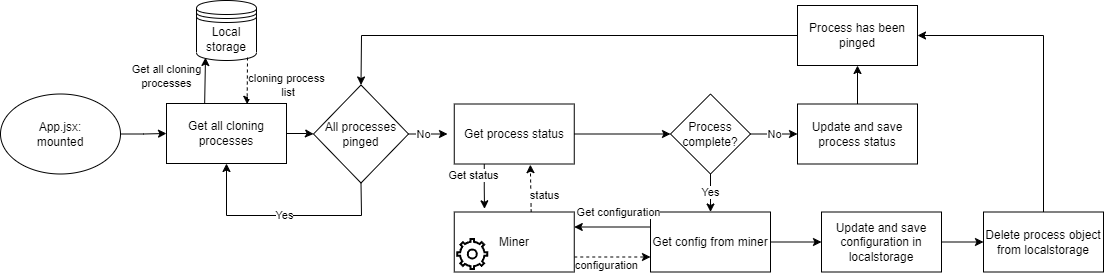 Local
storage
Process has been
pinged
Get all cloning
processes
cloning process
list
App.jsx:
mounted
Get all cloning
processes
All processes
pinged
No
Get process status
Process
complete?
No
Update and save
process status
Get status
status
Yes
Yes
Get configuration
Miner
configuration
Get config from miner
Update and save
configuration in
localstorage
Delete process object
from localstorage